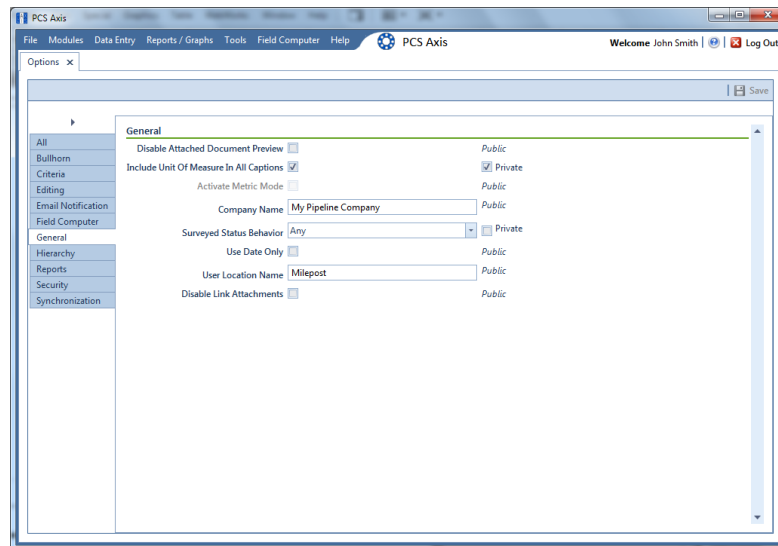 PCS Axis
File Modules Data Entry Reports / Graphs Tools Field Computer Help PCS Axis Welcome John Smith Log Out
Options x
Save
All
Bullhorn
Criteria
Editing
Email Notification
Field Computer
General
Hierarchy
Reports
Security
Synchronization
General
Disable Attached Document Preview Public
Include Unit Of Measure In All Captions Private
Activate Metric Mode Public
Company Name My Pipeline Company Public
Surveyed Status Behavior Any Private
Use Date Only Public
User Location Name Milepost Public
Disable Link Attachments Public